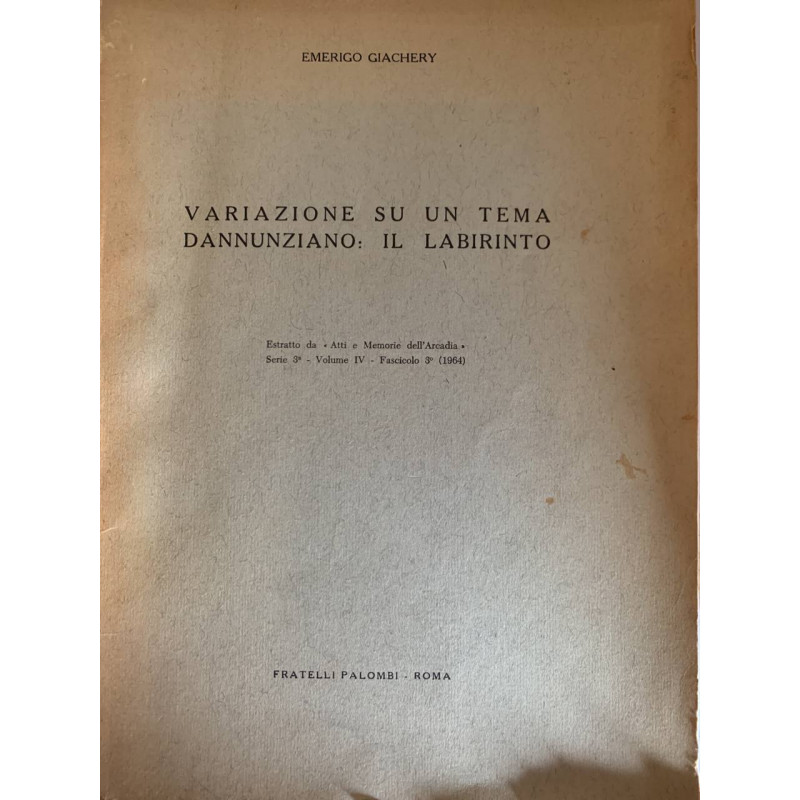 EMERIGO GIACHERY
VARIAZIONE SU UN TEMA
DANNUNZIANO: IL LABIRINTO
Estratto da « Atti e Memorie dell'Arcadia »
Serie 3ª - Volume IV - Fascicolo 3º (1964)
FRATELLI PALOMBI - ROMA